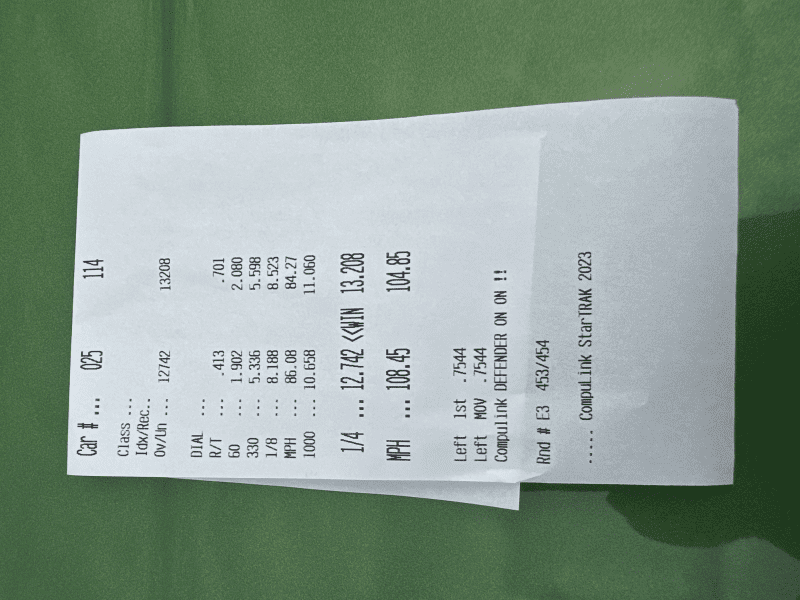 Car # ... 025 114
Class ...
Idx/Rec..
Ov/Un ... 12742 13208
DIAL ...
R/T ... .413 .701
60 ... 1.902 2.080
330 ... 5.336 5.598
1/8 ... 8.188 8.523
MPH ... 86.08 84.27
1000 ... 10.658 11.060
1/4 ... 12.742 <<WIN 13.208
MPH ... 108.45 104.85
Left 1st .7544
Left MOV .7544
Compulink DEFENDER ON ON !!
Rnd # E3 453/454
..... CompuLink StarTRAK 2023